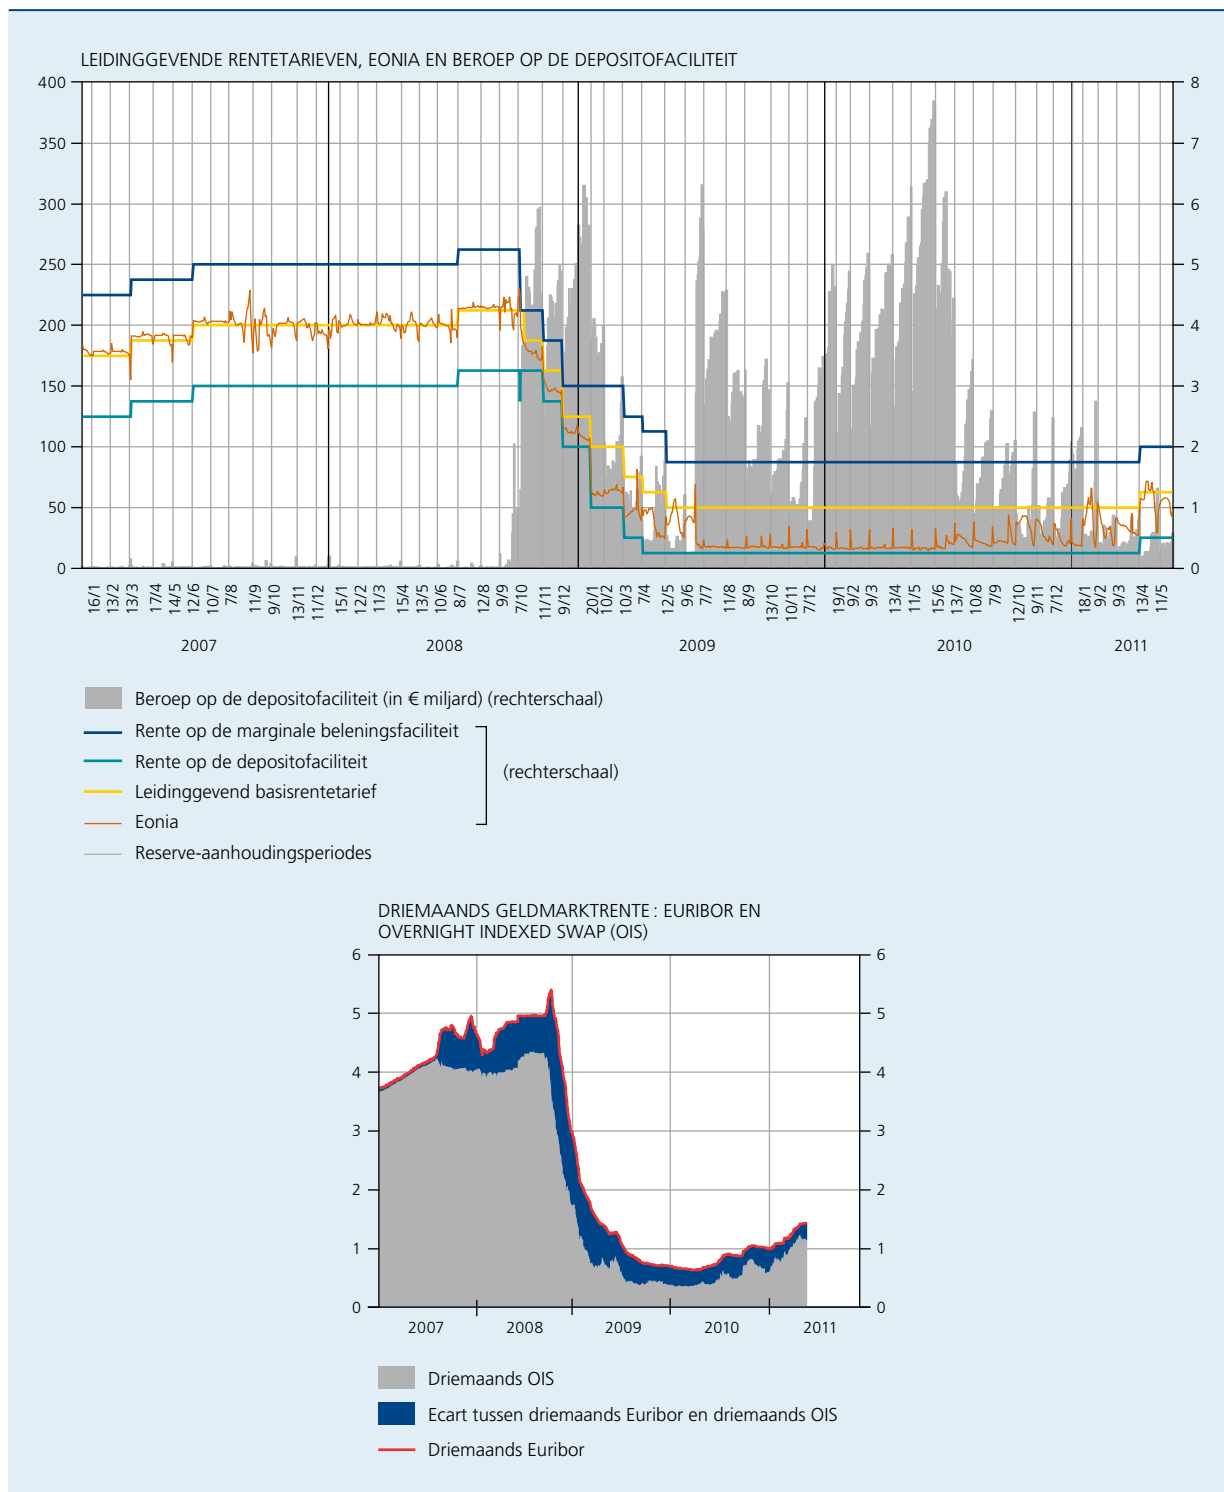 LEIDINGGEVENDE RENTETARIEVEN, EONIA EN BEROEP OP DE DEPOSITOFACILITEIT
400 8
350 7
300 6
250 5
200 4
150 3
100 2
50 1
0 0
16/1 13/2 13/3 17/4 14/5 12/6 10/7 7/8 11/9 9/10 13/11 11/12 15/1 12/2 11/3 15/4 13/5 10/6 8/7 12/8 9/9 7/10 11/11 9/12 20/1 10/2 10/3 7/4 12/5 9/6 7/7 11/8 8/9 13/10 10/11 7/12 19/1 9/2 9/3 13/4 11/5 15/6 13/7 10/8 7/9 12/10 9/11 7/12 18/1 9/2 9/3 13/4 11/5
2007 2008 2009 2010 2011
Beroep op de depositofaciliteit (in € miljard) (rechterschaal)
Rente op de marginale beleningsfaciliteit
Rente op de depositofaciliteit
(rechterschaal)
Leidinggevend basisrentetarief
Eonia
Reserve-aanhoudingsperiodes
DRIEMAANDS GELDMARKTRENTE : EURIBOR EN
OVERNIGHT INDEXED SWAP (OIS)
6 6
5 5
4 4
3 3
2 2
1 1
0 0
2007 2008 2009 2010 2011
Driemaands OIS
Ecart tussen driemaands Euribor en driemaands OIS
Driemaands Euribor